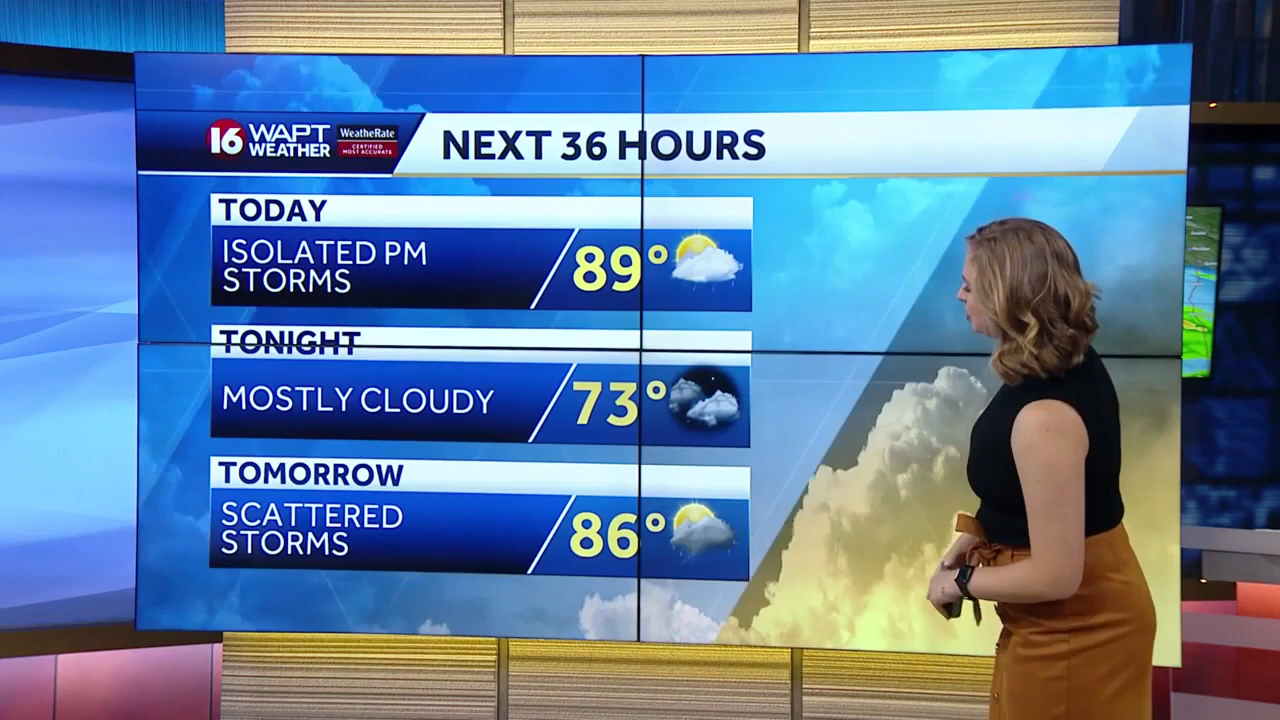 16 WAPT WEATHER
WeatheRate
CERTIFIED
MOST ACCURATE
NEXT 36 HOURS
TODAY
ISOLATED PM
STORMS
89°
TONIGHT
MOSTLY CLOUDY
73°
TOMORROW
SCATTERED
STORMS
86°